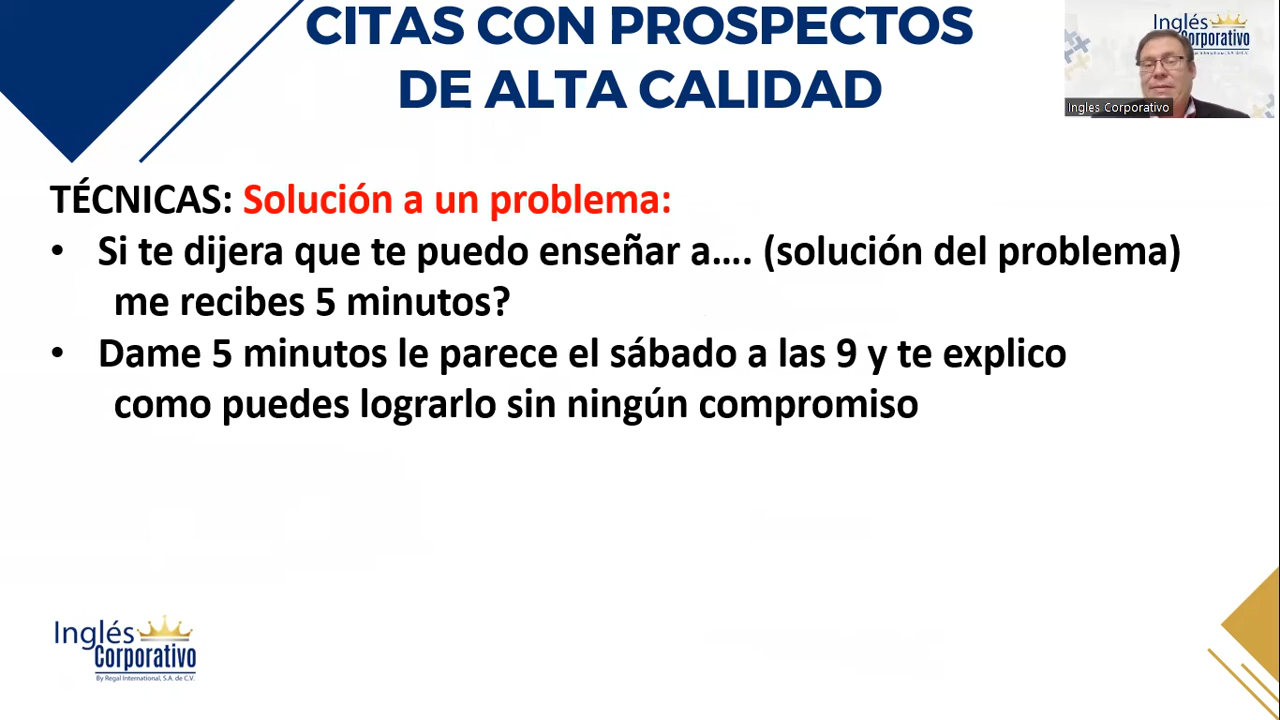 CITAS CON PROSPECTOS
DE ALTA CALIDAD
Inglés
Corporativo
Ingles Corporativo
TÉCNICAS: Solución a un problema:
• Si te dijera que te puedo enseñar a.... (solución del problema)
me recibes 5 minutos?
• Dame 5 minutos le parece el sábado a las 9 y te explico
como puedes lograrlo sin ningún compromiso
Inglés
Corporativo
By Regal International, S.A. de C.V.